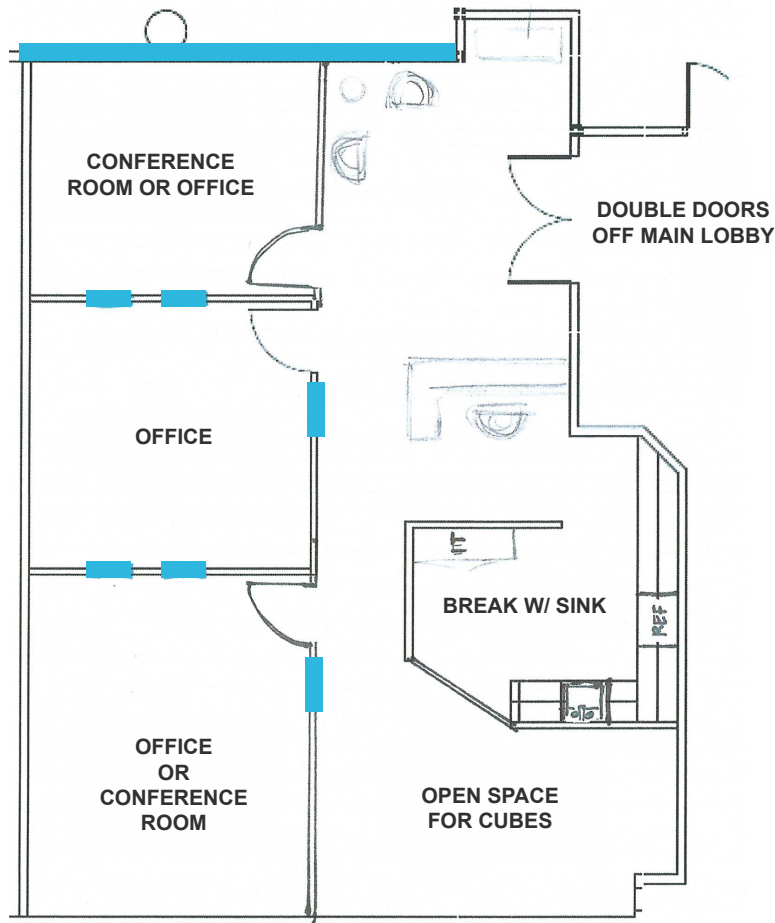 CONFERENCE
ROOM OR OFFICE
DOUBLE DOORS
OFF MAIN LOBBY
OFFICE
IT
BREAK W/ SINK
REF
OFFICE
OR
CONFERENCE
ROOM
OPEN SPACE
FOR CUBES